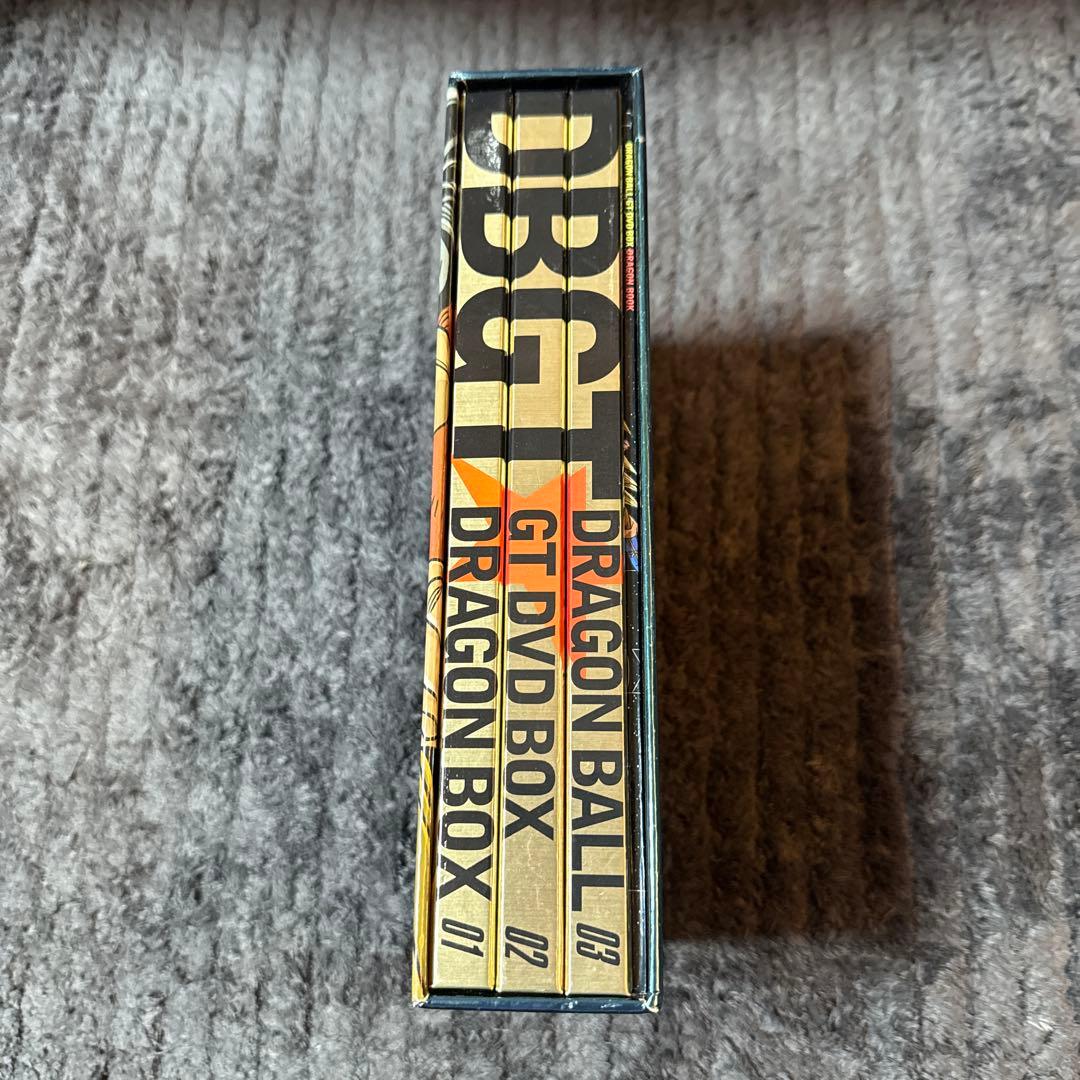 DBGT
DRAGON BALL
GT DVD BOX
DRAGON BOX
01
02
03
DRAGON BALL GT DVD BOX DRAGON BOOK